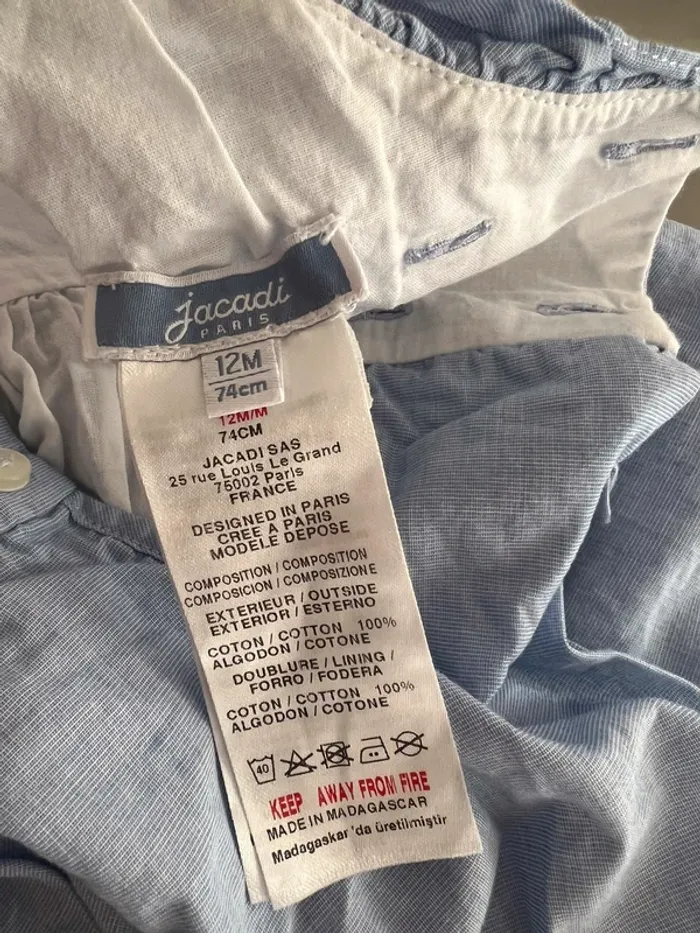 jacadi
PARIS
12M
74cm
12M/M
74CM
JACADI SAS
25 rue Louis Le Grand
75002 Paris
FRANCE
DESIGNED IN PARIS
CREE A PARIS
MODELE DEPOSE
COMPOSITION / COMPOSITION
COMPOSICION / COMPOSIZIONE
EXTERIEUR / OUTSIDE
EXTERIOR / ESTERNO
COTON / COTTON 100%
ALGODON / COTONE
DOUBLURE / LINING /
FORRO / FODERA
COTON / COTTON 100%
ALGODON / COTONE
40
KEEP AWAY FROM FIRE
MADE IN MADAGASCAR
Madagaskar'da üretilmiştir